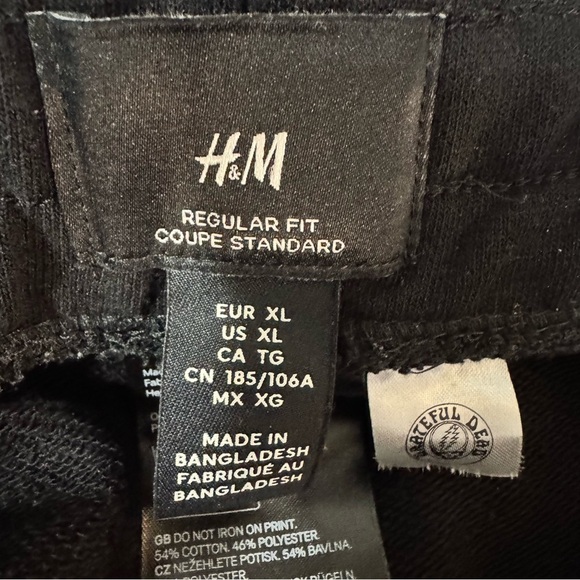 H&M
REGULAR FIT
COUPE STANDARD
EUR XL
US XL
CA TG
CN 185/106A
MX XG
MADE IN
BANGLADESH
FABRIQUÉ AU
BANGLADESH
GRATEFUL DEAD
GB DO NOT IRON ON PRINT.
54% COTTON. 46% POLYESTER.
CZ NEŽEHLETE POTISK. 54% BAVLNA.